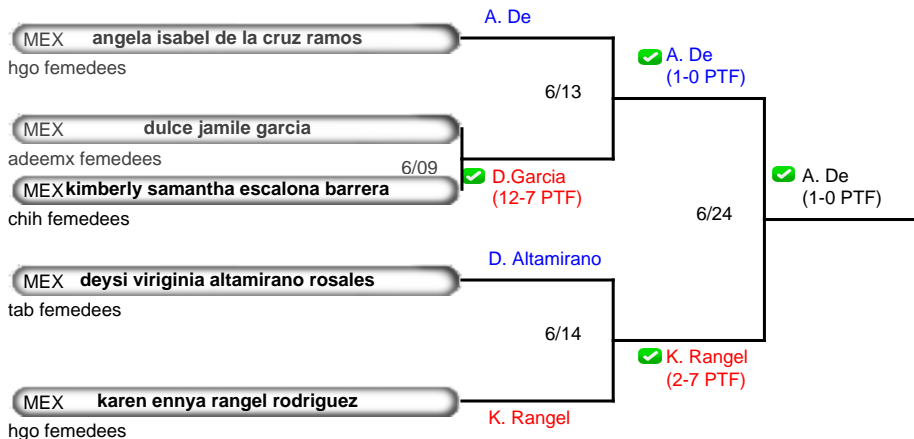 A. De
MEX angela isabel de la cruz ramos
hgo femedees
A. De
(1-0 PTF)
6/13
MEX dulce jamile garcia
adeemx femedees
6/09
D.Garcia
(12-7 PTF)
A. De
(1-0 PTF)
MEX kimberly samantha escalona barrera
chih femedees
6/24
D. Altamirano
MEX deysi viriginia altamirano rosales
tab femedees
6/14
K. Rangel
(2-7 PTF)
MEX karen ennya rangel rodriguez
K. Rangel
hgo femedees